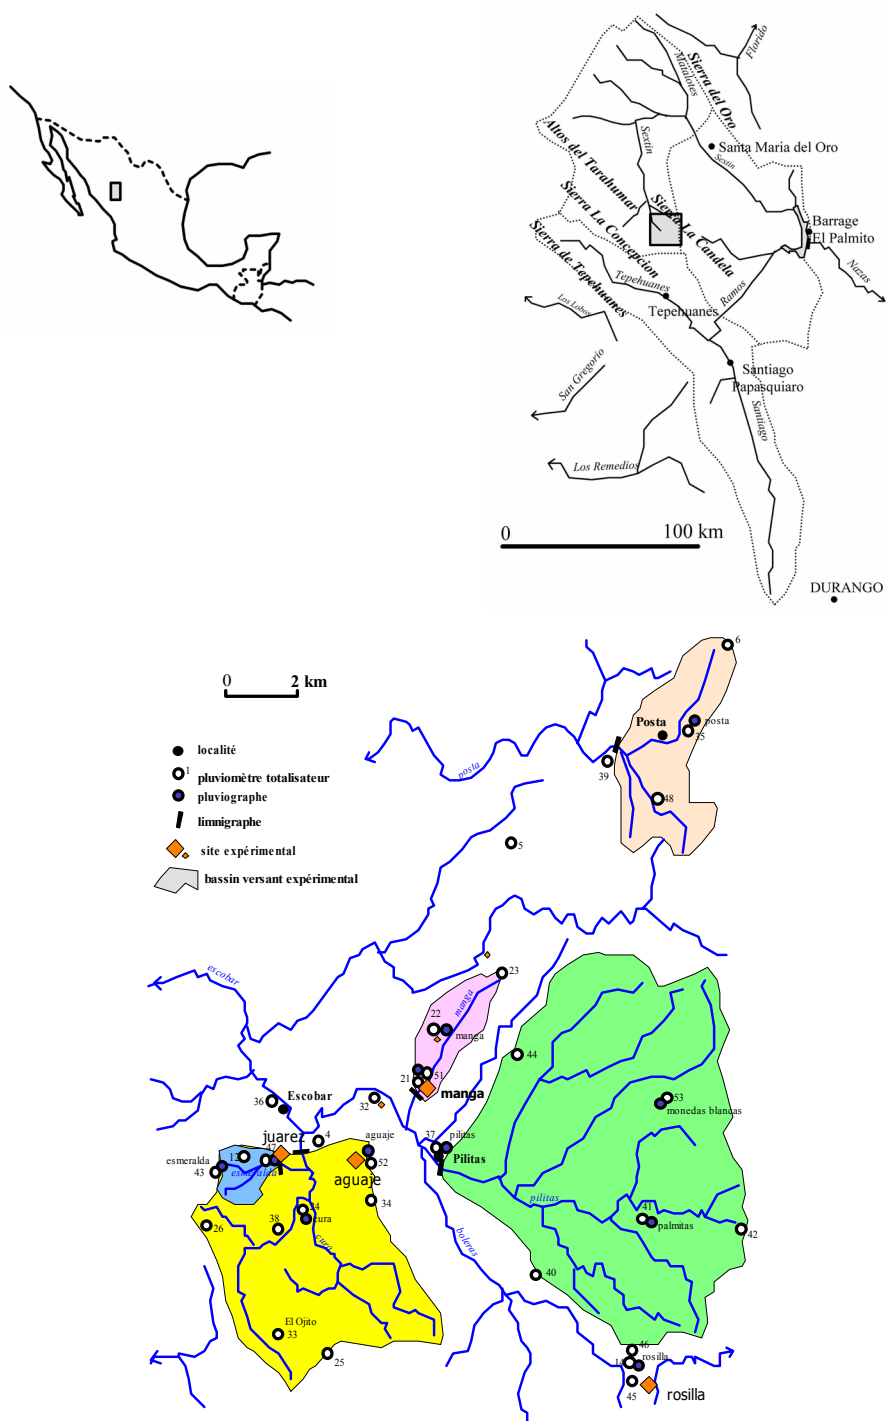 Florido
Matalotes
Sierra del Oro
Sextin
Santa Maria del Oro
Sextin
Altos del Tarahumar
Sierra La Concepcion
Sierra La Candela
Sierra de Tepehuanes
Barrage
El Palmito
Nazas
Tepehuanes
Ramos
Los Lobos
Tepehuanes
San Gregorio
Santiago
Papasquiaro
Santiago
Los Remedios
0 100 km
DURANGO
6
0 2 km
Posta
posta
35
localité
1
pluviomètre totalisateur
pluviographe
limnigraphe
site expérimental
bassin versant expérimental
posta
39
48
5
escobar
23
manga
22
manga
44
21
51
manga
53
monedas blancas
36
Escobar
32
juarez
4
aguaje
37
pilitas
Pilitas
esmeralda
12
47
43
esmeralda
52
aguaje
34
pilitas
41
palmitas
42
24
cura
38
26
cura
boleras
40
El Ojito
33
25
46
14
rosilla
45
rosilla